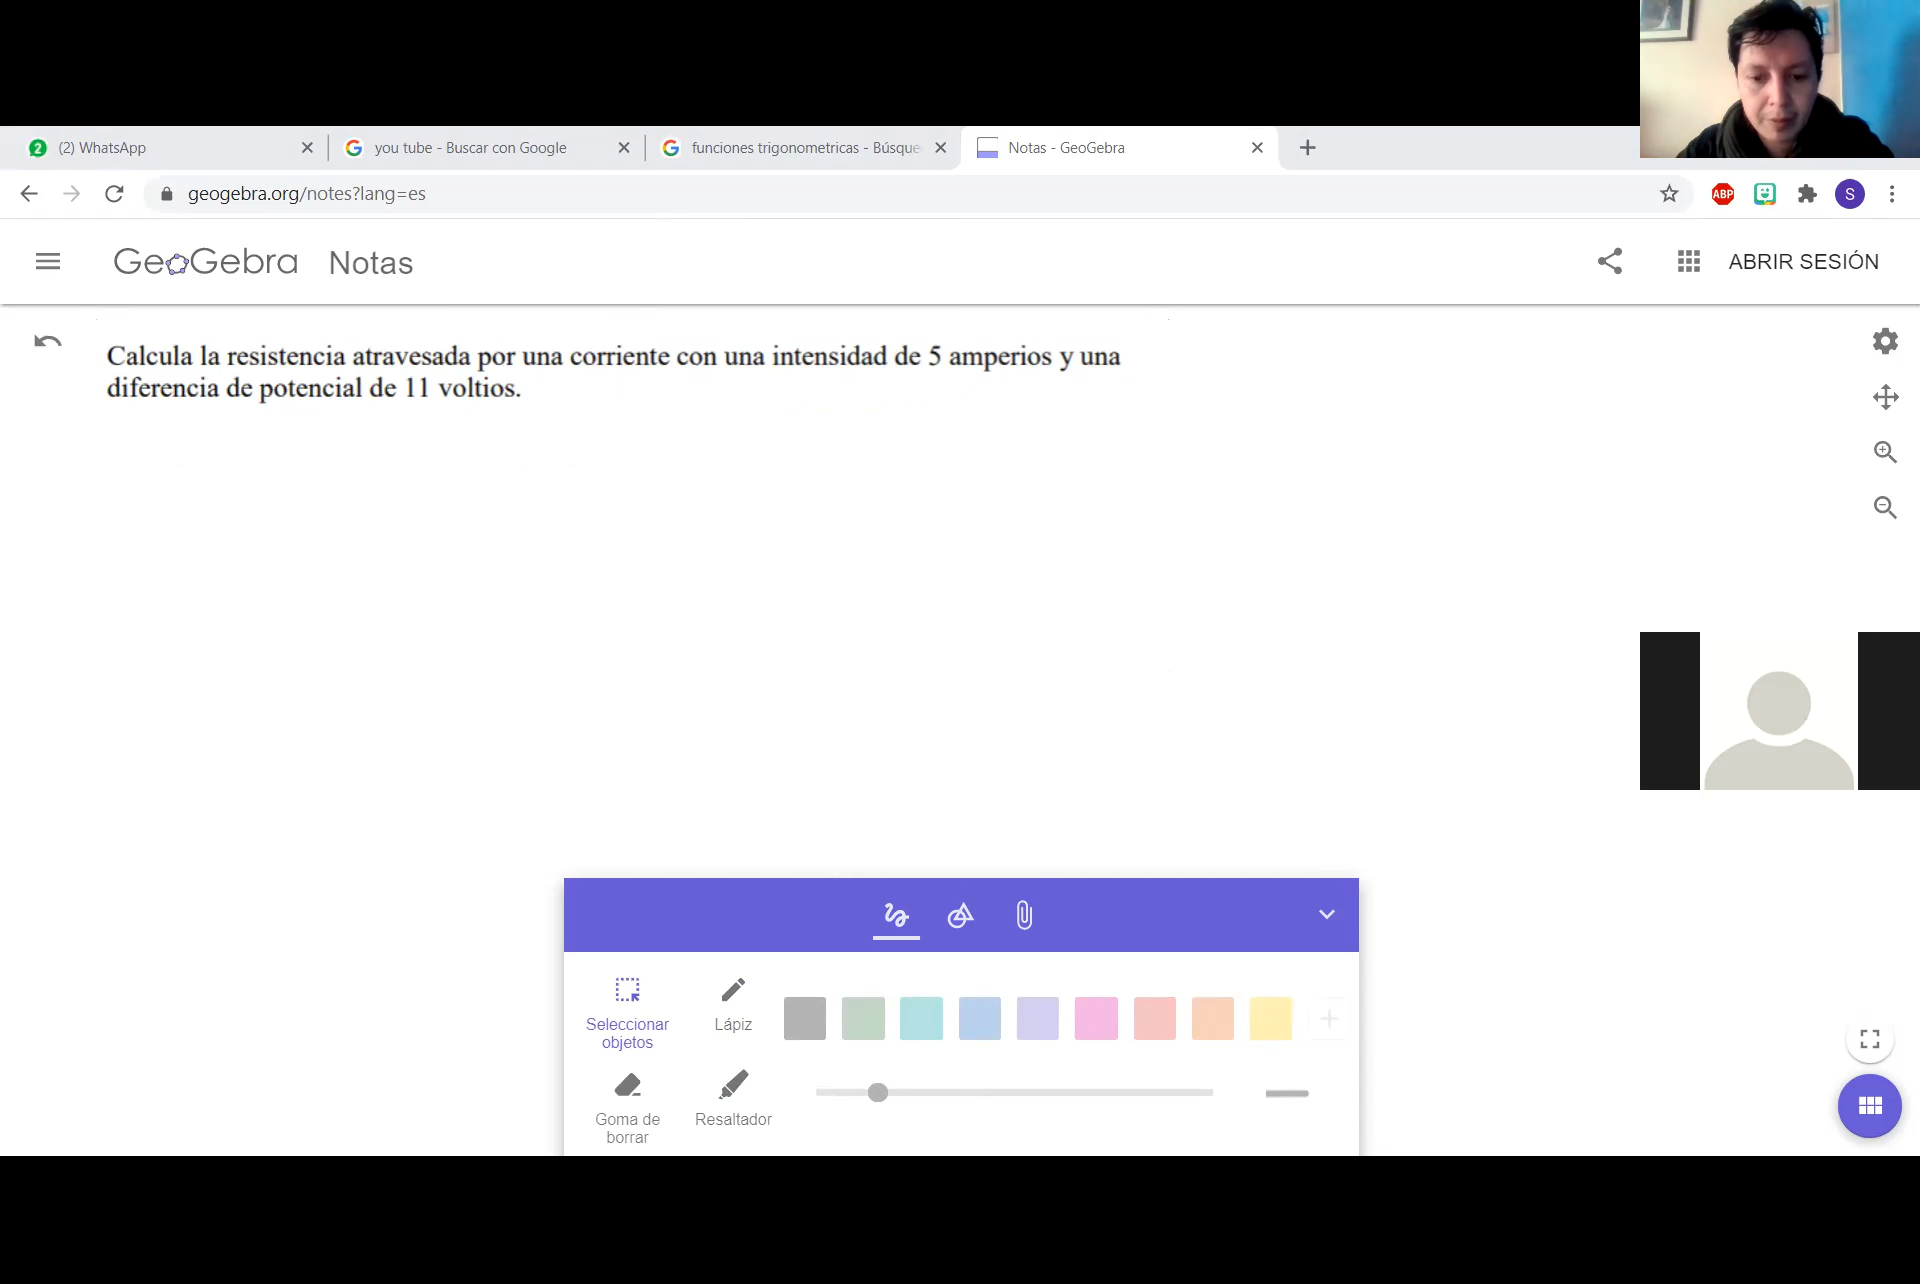 2 (2) WhatsApp
you tube - Buscar con Google
funciones trigonometricas - Búsque
Notas - GeoGebra
geogebra.org/notes?lang=es
ABP
S
GeoGebra Notas
ABRIR SESIÓN
Calcula la resistencia atravesada por una corriente con una intensidad de 5 amperios y una
diferencia de potencial de 11 voltios.
Seleccionar
objetos
Lápiz
Goma de
borrar
Resaltador